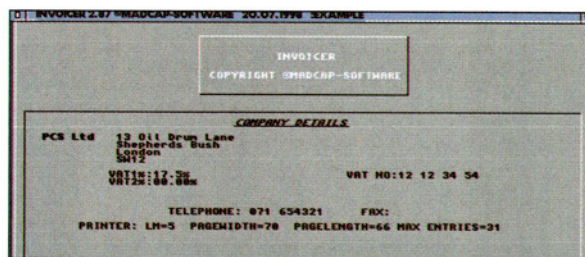 INVOICER 2.07 ©MADCAP-SOFTWARE 20.07.1998 :EXAMPLE
INVOICER
COPYRIGHT ©MADCAP-SOFTWARE
COMPANY DETAILS
PCS Ltd 13 Oil Drum Lane
Shepherds Bush
London
SW12
VAT1%:17.5% VAT NO:12 12 34 54
VAT2%:00.00%
TELEPHONE: 071 654321 FAX:
PRINTER: LM=5 PAGEWIDTH=70 PAGELENGTH=66 MAX ENTRIES=31